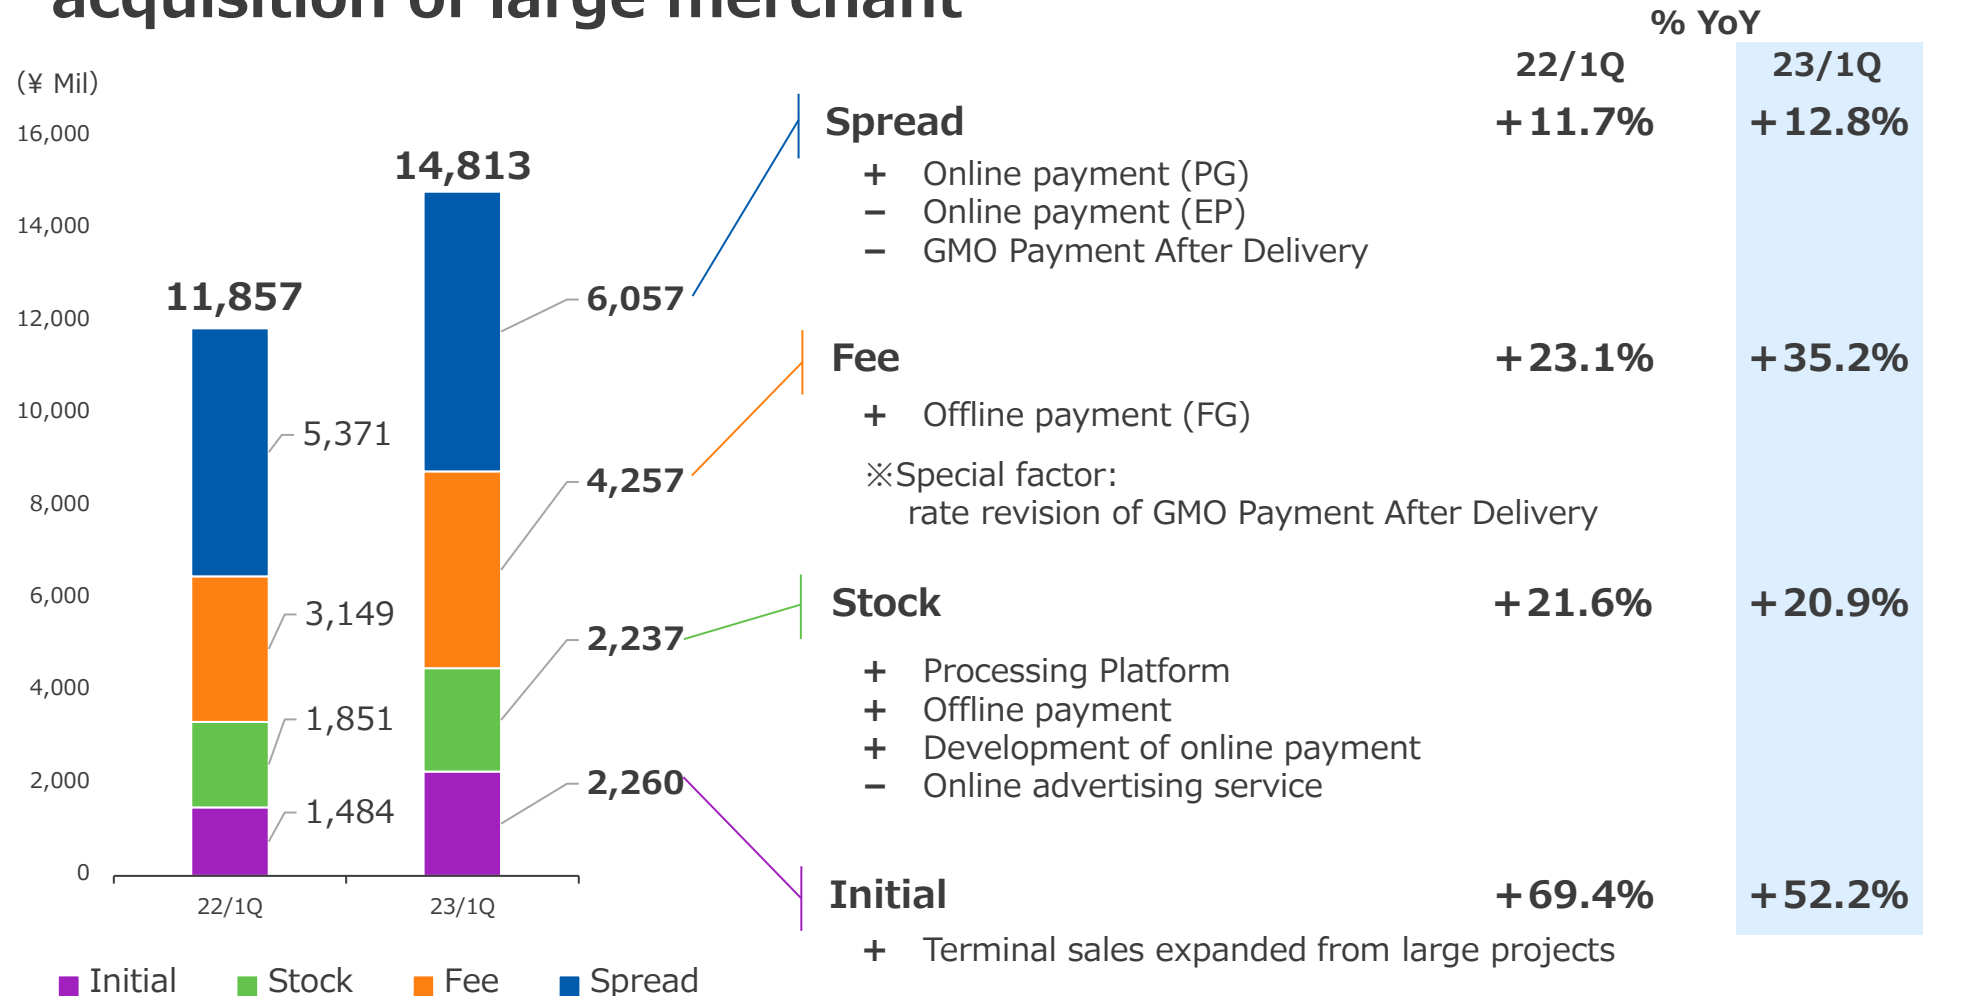 acquisition of large merchant
% YoY
(¥ Mil)
22/1Q 23/1Q
16,000
14,000
12,000
10,000
8,000
6,000
4,000
2,000
0
11,857
5,371
3,149
1,851
1,484
14,813
6,057
4,257
2,237
2,260
22/1Q 23/1Q
Initial Stock Fee Spread
Spread +11.7% +12.8%
+ Online payment (PG)
− Online payment (EP)
− GMO Payment After Delivery
Fee +23.1% +35.2%
+ Offline payment (FG)
※Special factor:
rate revision of GMO Payment After Delivery
Stock +21.6% +20.9%
+ Processing Platform
+ Offline payment
+ Development of online payment
− Online advertising service
Initial +69.4% +52.2%
+ Terminal sales expanded from large projects